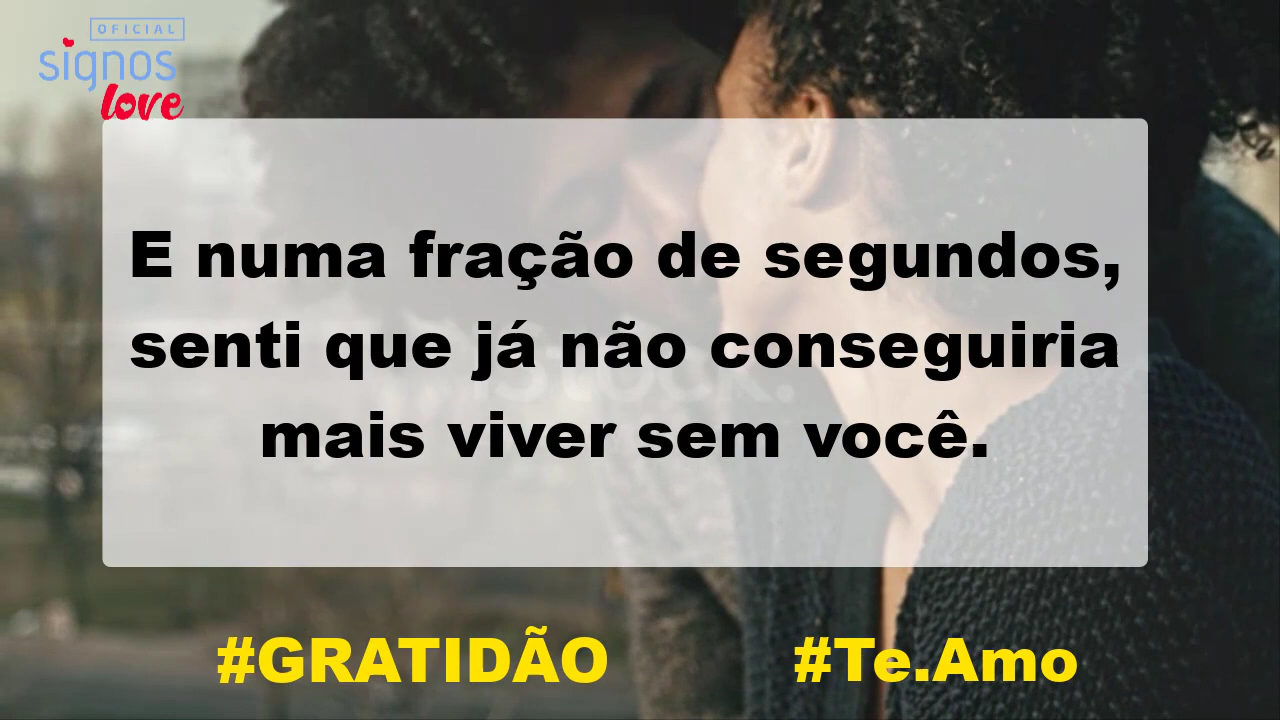 OFICIAL
signos
love
E numa fração de segundos,
senti que já não conseguiria
mais viver sem você.
#GRATIDÃO #Te.Amo